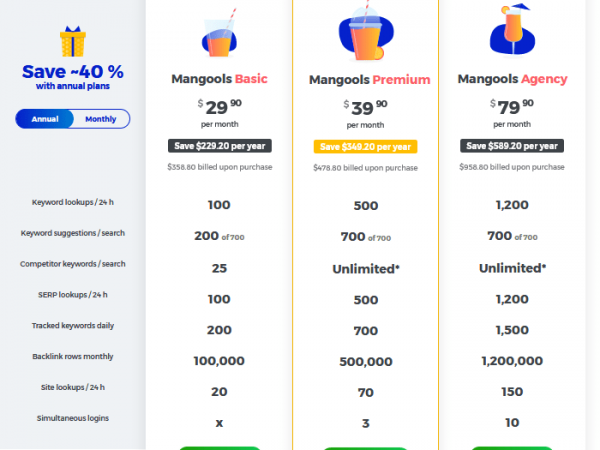 Save ~40 %
with annual plans
Annual Monthly
Mangools Basic
$ 29 90
per month
Save $229.20 per year
$358.80 billed upon purchase
Mangools Premium
$ 39 90
per month
Save $349.20 per year
$478.80 billed upon purchase
Mangools Agency
$ 79 90
per month
Save $589.20 per year
$958.80 billed upon purchase
Keyword lookups / 24 h 100 500 1,200
Keyword suggestions / search 200 of 700 700 of 700 700 of 700
Competitor keywords / search 25 Unlimited* Unlimited*
SERP lookups / 24 h 100 500 1,200
Tracked keywords daily 200 700 1,500
Backlink rows monthly 100,000 500,000 1,200,000
Site lookups / 24 h 20 70 150
Simultaneous logins x 3 10